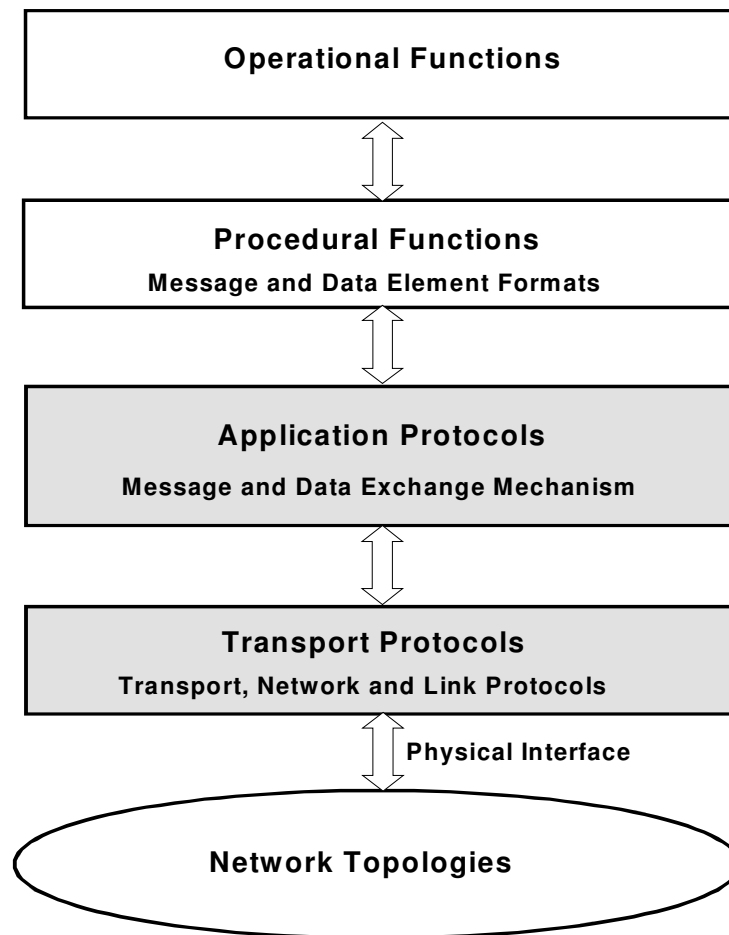 Operational Functions
Procedural Functions
Message and Data Element Formats
Application Protocols
Message and Data Exchange Mechanism
Transport Protocols
Transport, Network and Link Protocols
Physical Interface
Network Topologies